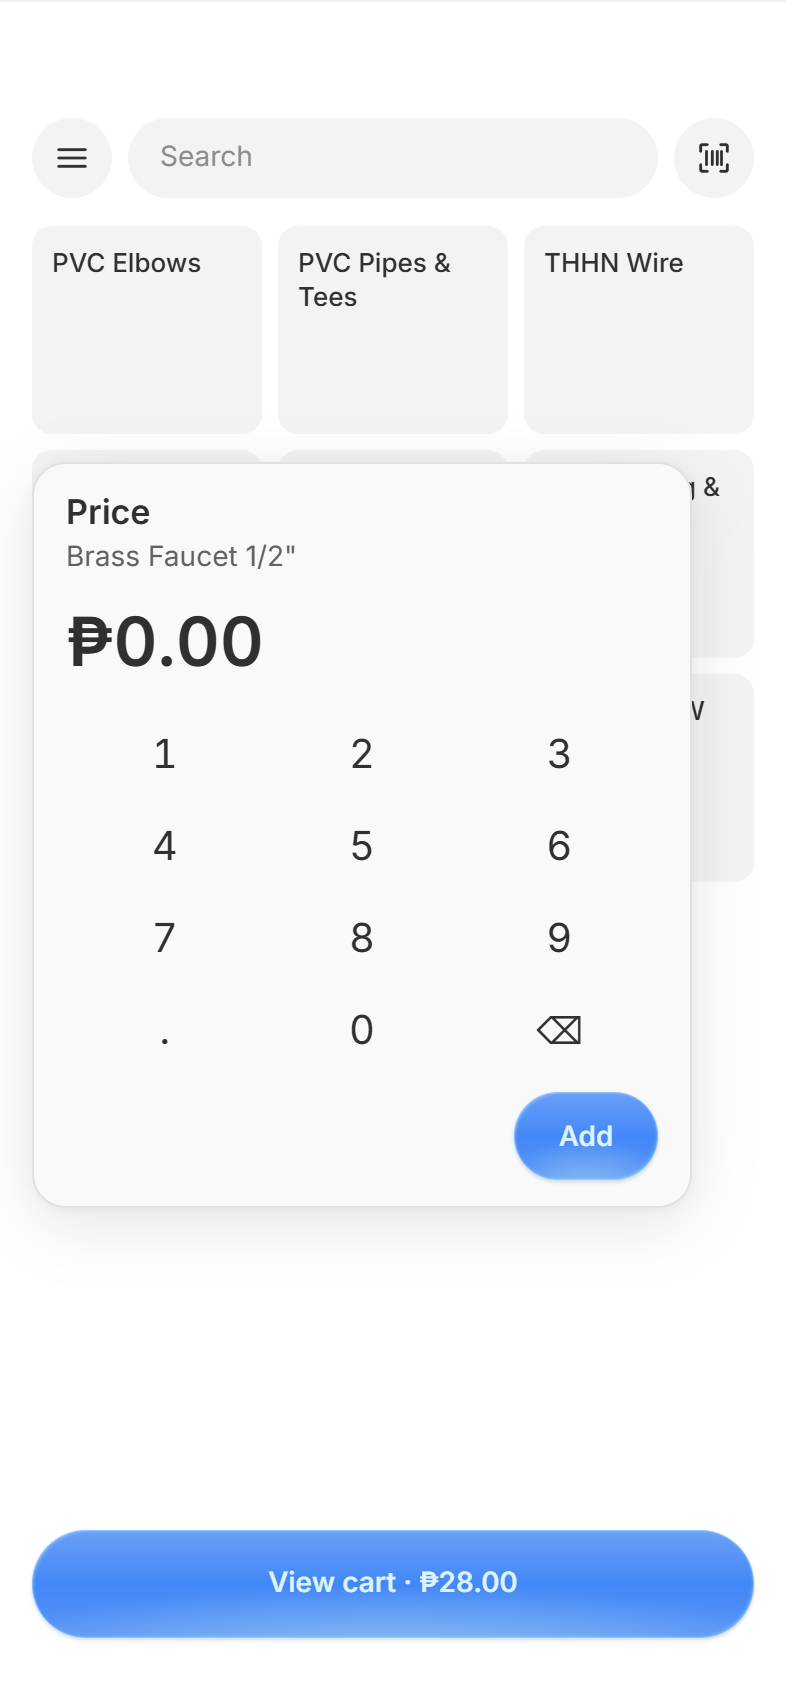 Search
PVC Elbows
PVC Pipes &
Tees
THHN Wire
&
Price
Brass Faucet 1/2"
₱0.00
1 2 3
4 5 6
7 8 9
. 0 ⌫
Add
View cart · ₱28.00